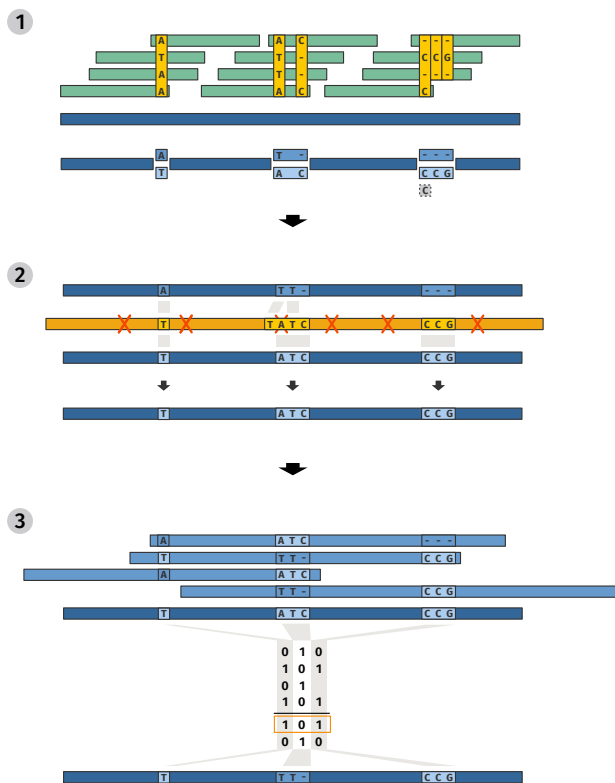 1
A A C
T T - C C G
A T - -
A A C C
A T - - - -
T A C C C G
C
2
A T T - - - -
T T A T C C C G
T A T C C C G
T A T C C C G
3
A A T C - - -
T T T - C C G
A A T C
T T - C C G
T A T C C C G
0 1 0
1 0 1
0 1
1 0 1
1 0 1
0 1 0
T T T - C C G